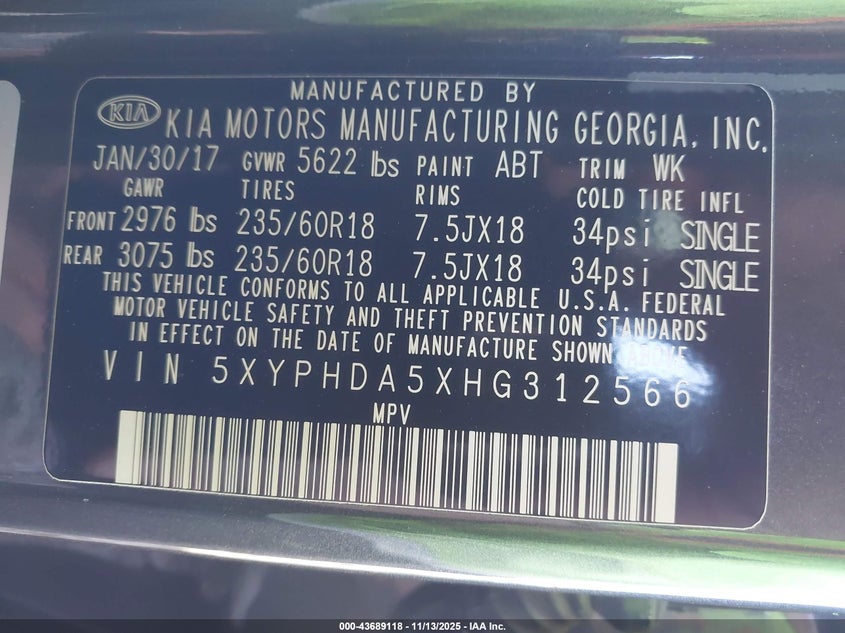 MANUFACTURED BY
KIA KIA MOTORS MANUFACTURING GEORGIA, INC.
JAN/30/17 GVWR 5622 lbs PAINT ABT TRIM WK
GAWR TIRES RIMS COLD TIRE INFL
FRONT 2976 lbs 235/60R18 7.5JX18 34psi SINGLE
REAR 3075 lbs 235/60R18 7.5JX18 34psi SINGLE
THIS VEHICLE CONFORMS TO ALL APPLICABLE U.S.A. FEDERAL
MOTOR VEHICLE SAFETY AND THEFT PREVENTION STANDARDS
IN EFFECT ON THE DATE OF MANUFACTURE SHOWN ABOVE
VIN 5XYPHDA5XHG312566
MPV
000-43689118 - 11/13/2025 - IAA Inc.